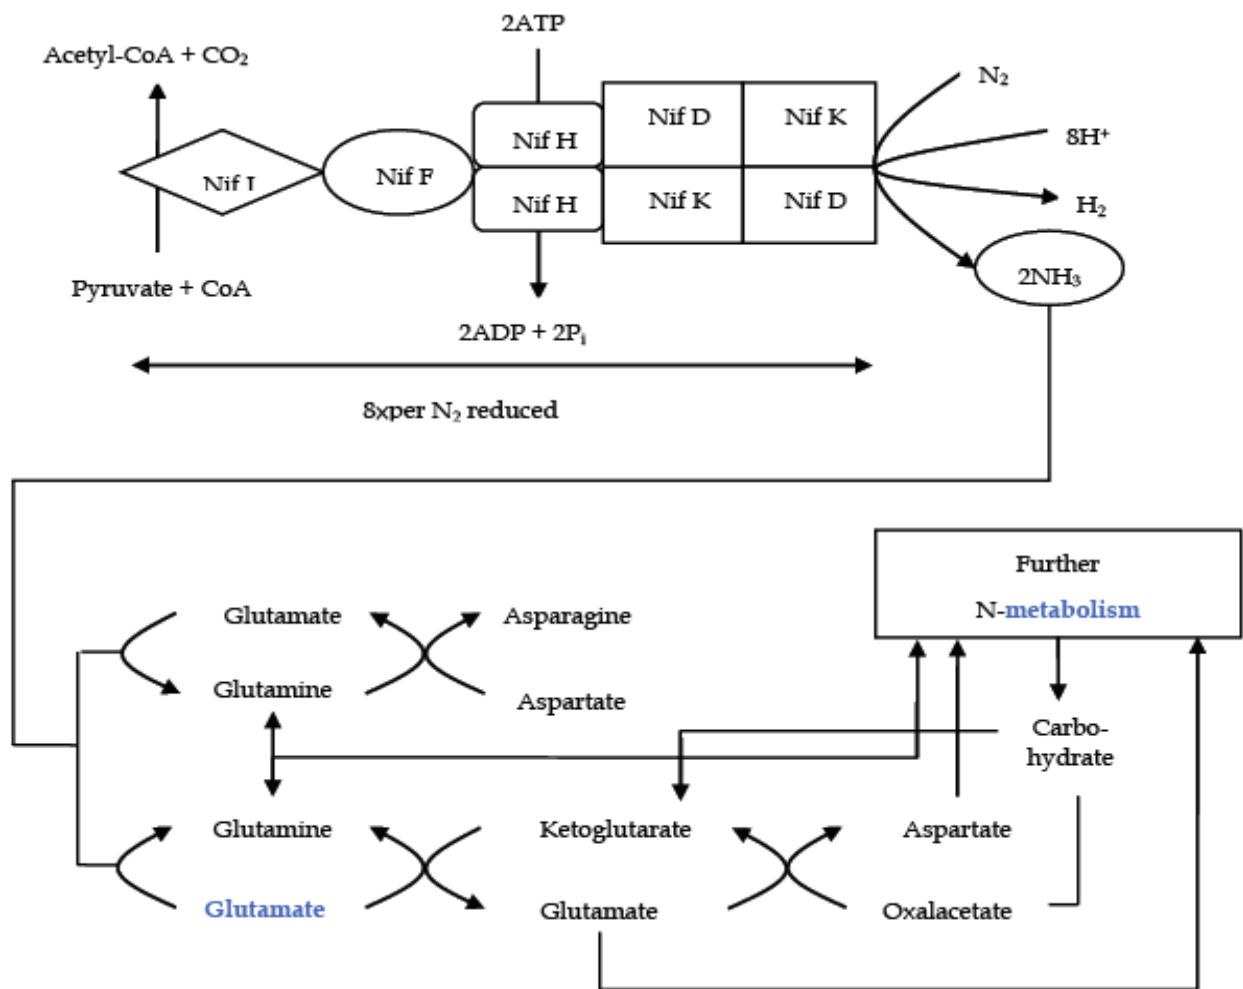 2ATP
Acetyl-CoA + CO₂
N₂
Nif D
Nif K
Nif H
8H⁺
Nif F
Nif H
Nif K
Nif D
H₂
2NH₃
Pyruvate + CoA
2ADP + 2Pᵢ
8xper N₂ reduced
Further
N-metabolism
Glutamate
Asparagine
Glutamine
Aspartate
Carbo-
hydrate
Glutamine
Ketoglutarate
Aspartate
Glutamate
Glutamate
Oxalacetate